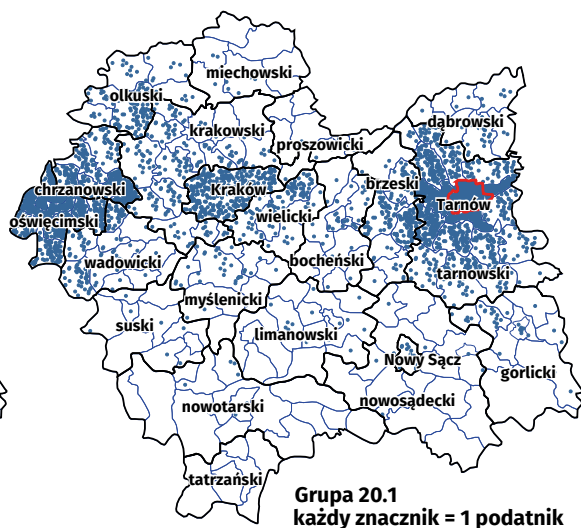 miechowski
olkuski
dąbrowski
krakowski
proszowicki
chrzanowski
Kraków
brzeski
Tarnów
oświęcimski
wielicki
wadowicki
bocheński
tarnowski
myślenicki
suski
limanowski
Nowy Sącz
gorlicki
nowotarski
nowosądecki
tatrzański
Grupa 20.1
każdy znacznik = 1 podatnik